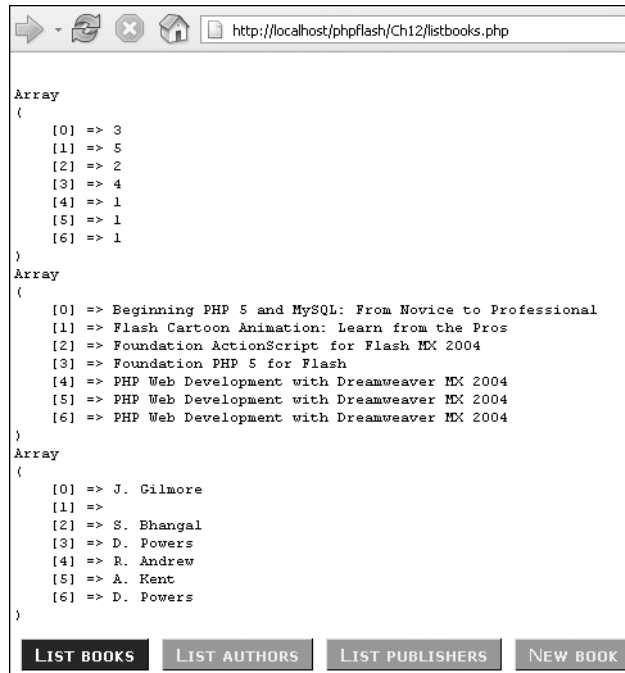 http://localhost/phpflash/Ch12/listbooks.php
Array
(
    [0] => 3
    [1] => 5
    [2] => 2
    [3] => 4
    [4] => 1
    [5] => 1
    [6] => 1
)
Array
(
    [0] => Beginning PHP 5 and MySQL: From Novice to Professional
    [1] => Flash Cartoon Animation: Learn from the Pros
    [2] => Foundation ActionScript for Flash MX 2004
    [3] => Foundation PHP 5 for Flash
    [4] => PHP Web Development with Dreamweaver MX 2004
    [5] => PHP Web Development with Dreamweaver MX 2004
    [6] => PHP Web Development with Dreamweaver MX 2004
)
Array
(
    [0] => J. Gilmore
    [1] =>
    [2] => S. Bhangal
    [3] => D. Powers
    [4] => R. Andrew
    [5] => A. Kent
    [6] => D. Powers
)
LIST BOOKS LIST AUTHORS LIST PUBLISHERS NEW BOOK